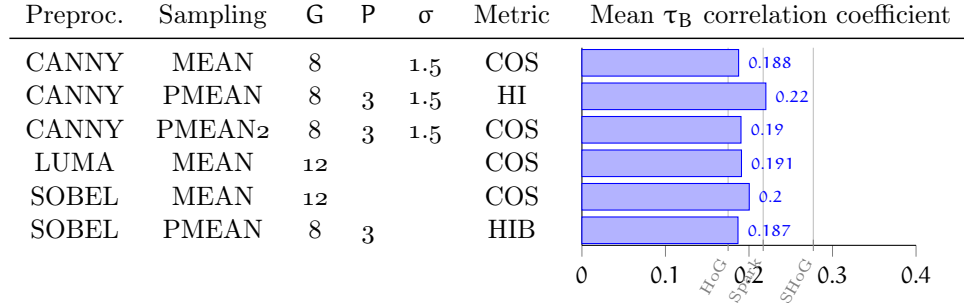 Preproc. Sampling G P σ Metric Mean τB correlation coefficient
CANNY MEAN 8 1.5 COS 0.188
CANNY PMEAN 8 3 1.5 HI 0.22
CANNY PMEAN2 8 3 1.5 COS 0.19
LUMA MEAN 12 COS 0.191
SOBEL MEAN 12 COS 0.2
SOBEL PMEAN 8 3 HIB 0.187
0 0.1 0.2 0.3 0.4
HoG Spark SHoG